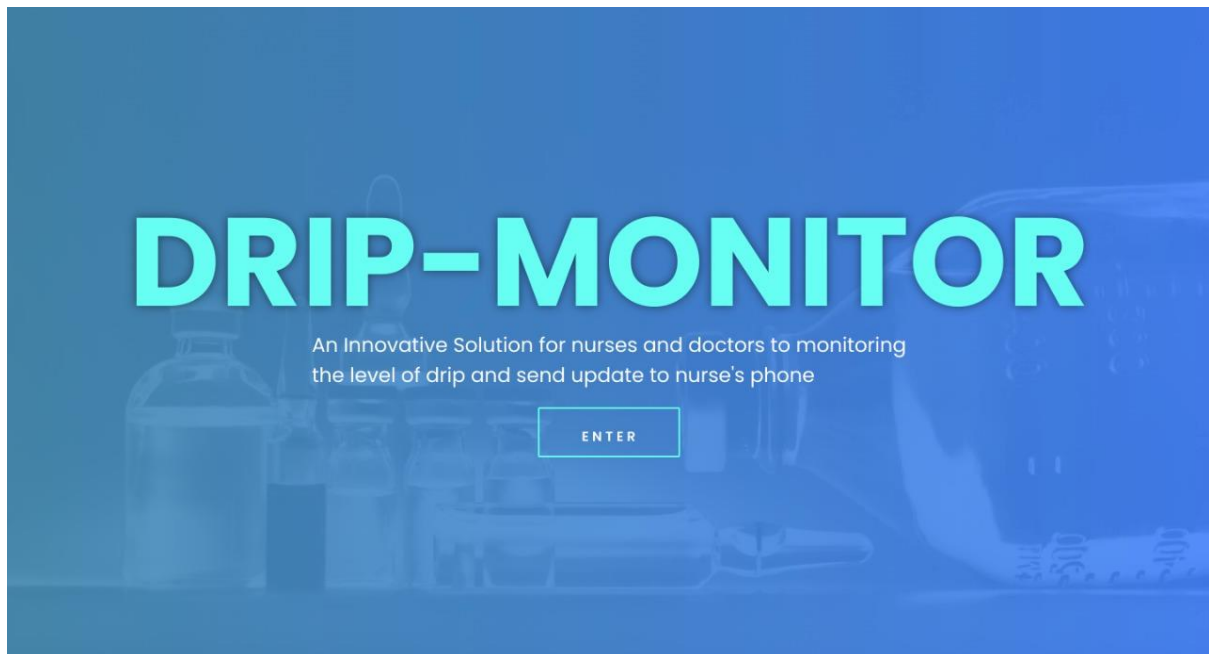 DRIP-MONITOR
An Innovative Solution for nurses and doctors to monitoring
the level of drip and send update to nurse's phone
ENTER